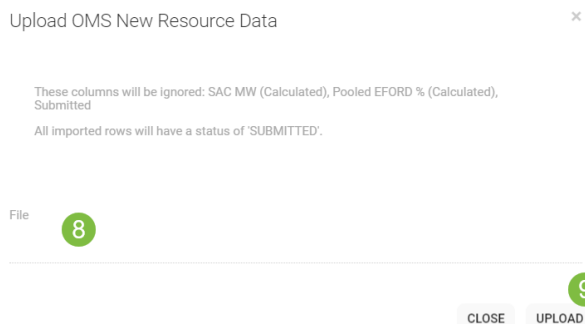 Upload OMS New Resource Data ×
These columns will be ignored: SAC MW (Calculated), Pooled EFORD % (Calculated),
Submitted
All imported rows will have a status of 'SUBMITTED'.
File
8
9
CLOSE UPLOAD